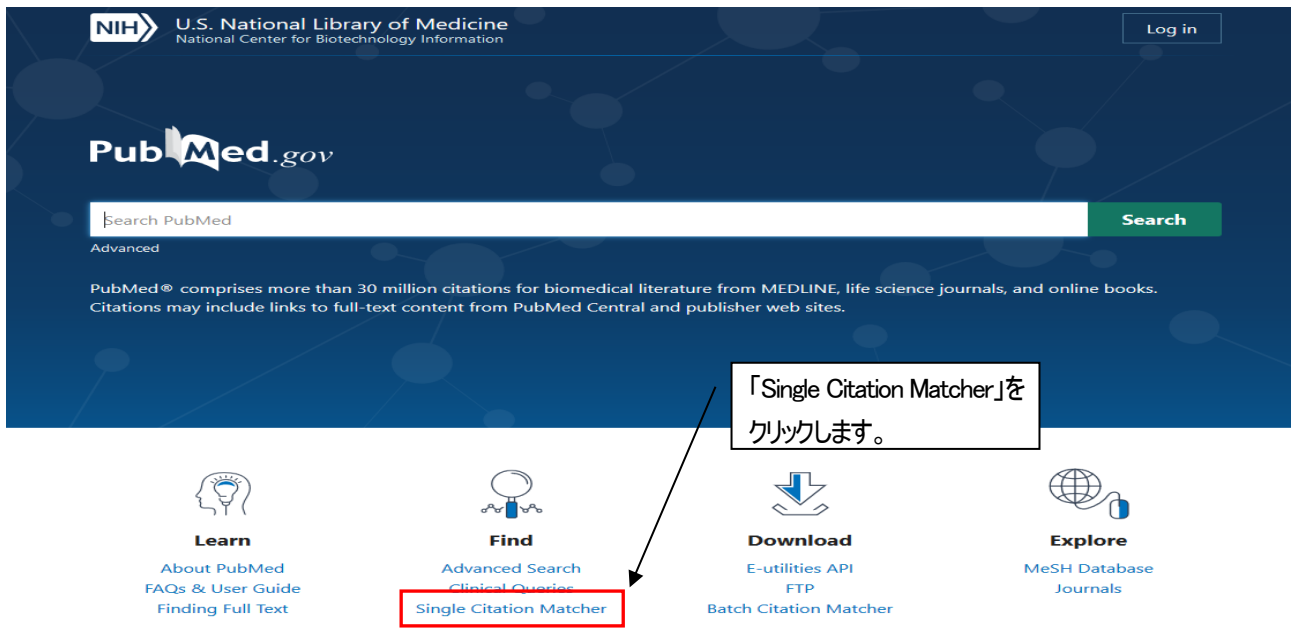 NIH U.S. National Library of Medicine
National Center for Biotechnology Information
Log in
PubMed.gov
Search PubMed
Search
Advanced
PubMed® comprises more than 30 million citations for biomedical literature from MEDLINE, life science journals, and online books.
Citations may include links to full-text content from PubMed Central and publisher web sites.
「Single Citation Matcher」を
クリックします。
Learn
About PubMed
FAQs & User Guide
Finding Full Text
Find
Advanced Search
Clinical Queries
Single Citation Matcher
Download
E-utilities API
FTP
Batch Citation Matcher
Explore
MeSH Database
Journals